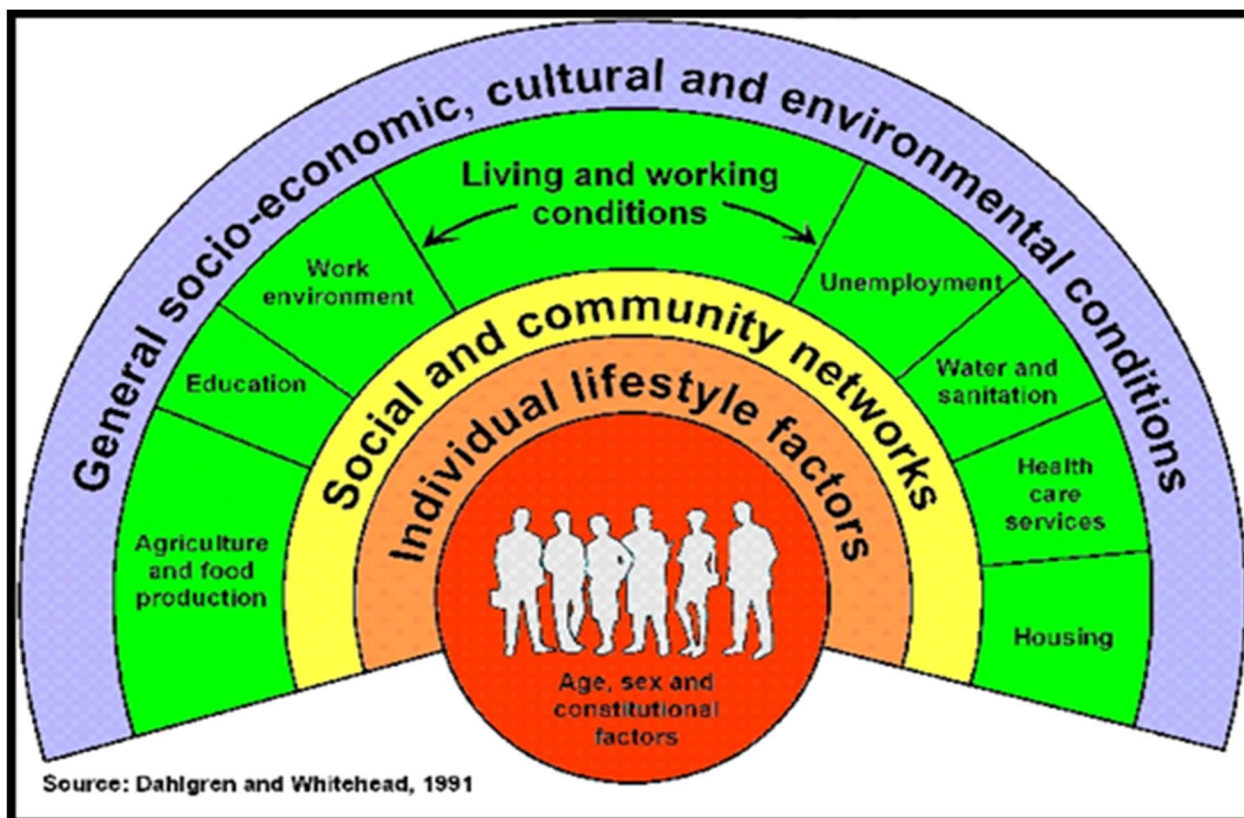 General socio-economic, cultural and environmental conditions
Living and working
conditions
Work
environment
Unemployment
Education
Water and
sanitation
Agriculture
and food
production
Health
care
services
Housing
Social and community networks
Individual lifestyle factors
Age, sex and
constitutional
factors
Source: Dahlgren and Whitehead, 1991